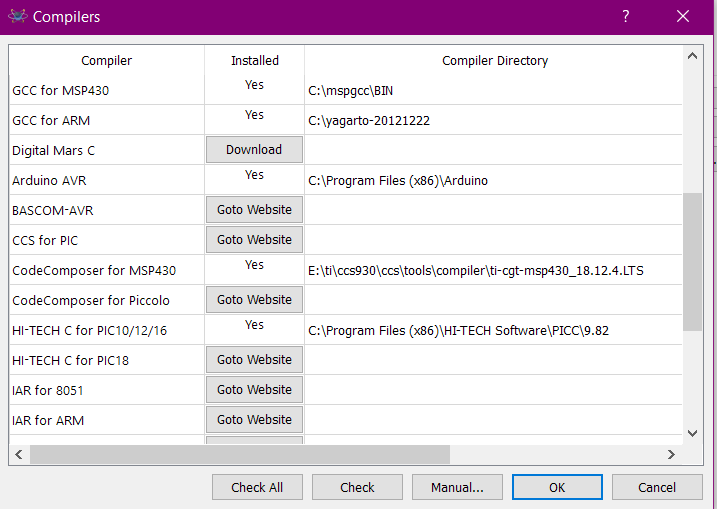 Compilers
?
Compiler Installed Compiler Directory
GCC for MSP430 Yes C:\mspgcc\BIN
GCC for ARM Yes C:\yagarto-20121222
Digital Mars C Download
Arduino AVR Yes C:\Program Files (x86)\Arduino
BASCOM-AVR Goto Website
CCS for PIC Goto Website
CodeComposer for MSP430 Yes E:\ti\ccs930\ccs\tools\compiler\ti-cgt-msp430_18.12.4.LTS
CodeComposer for Piccolo Goto Website
HI-TECH C for PIC10/12/16 Yes C:\Program Files (x86)\HI-TECH Software\PICC\9.82
HI-TECH C for PIC18 Goto Website
IAR for 8051 Goto Website
IAR for ARM Goto Website
Check All Check Manual... OK Cancel